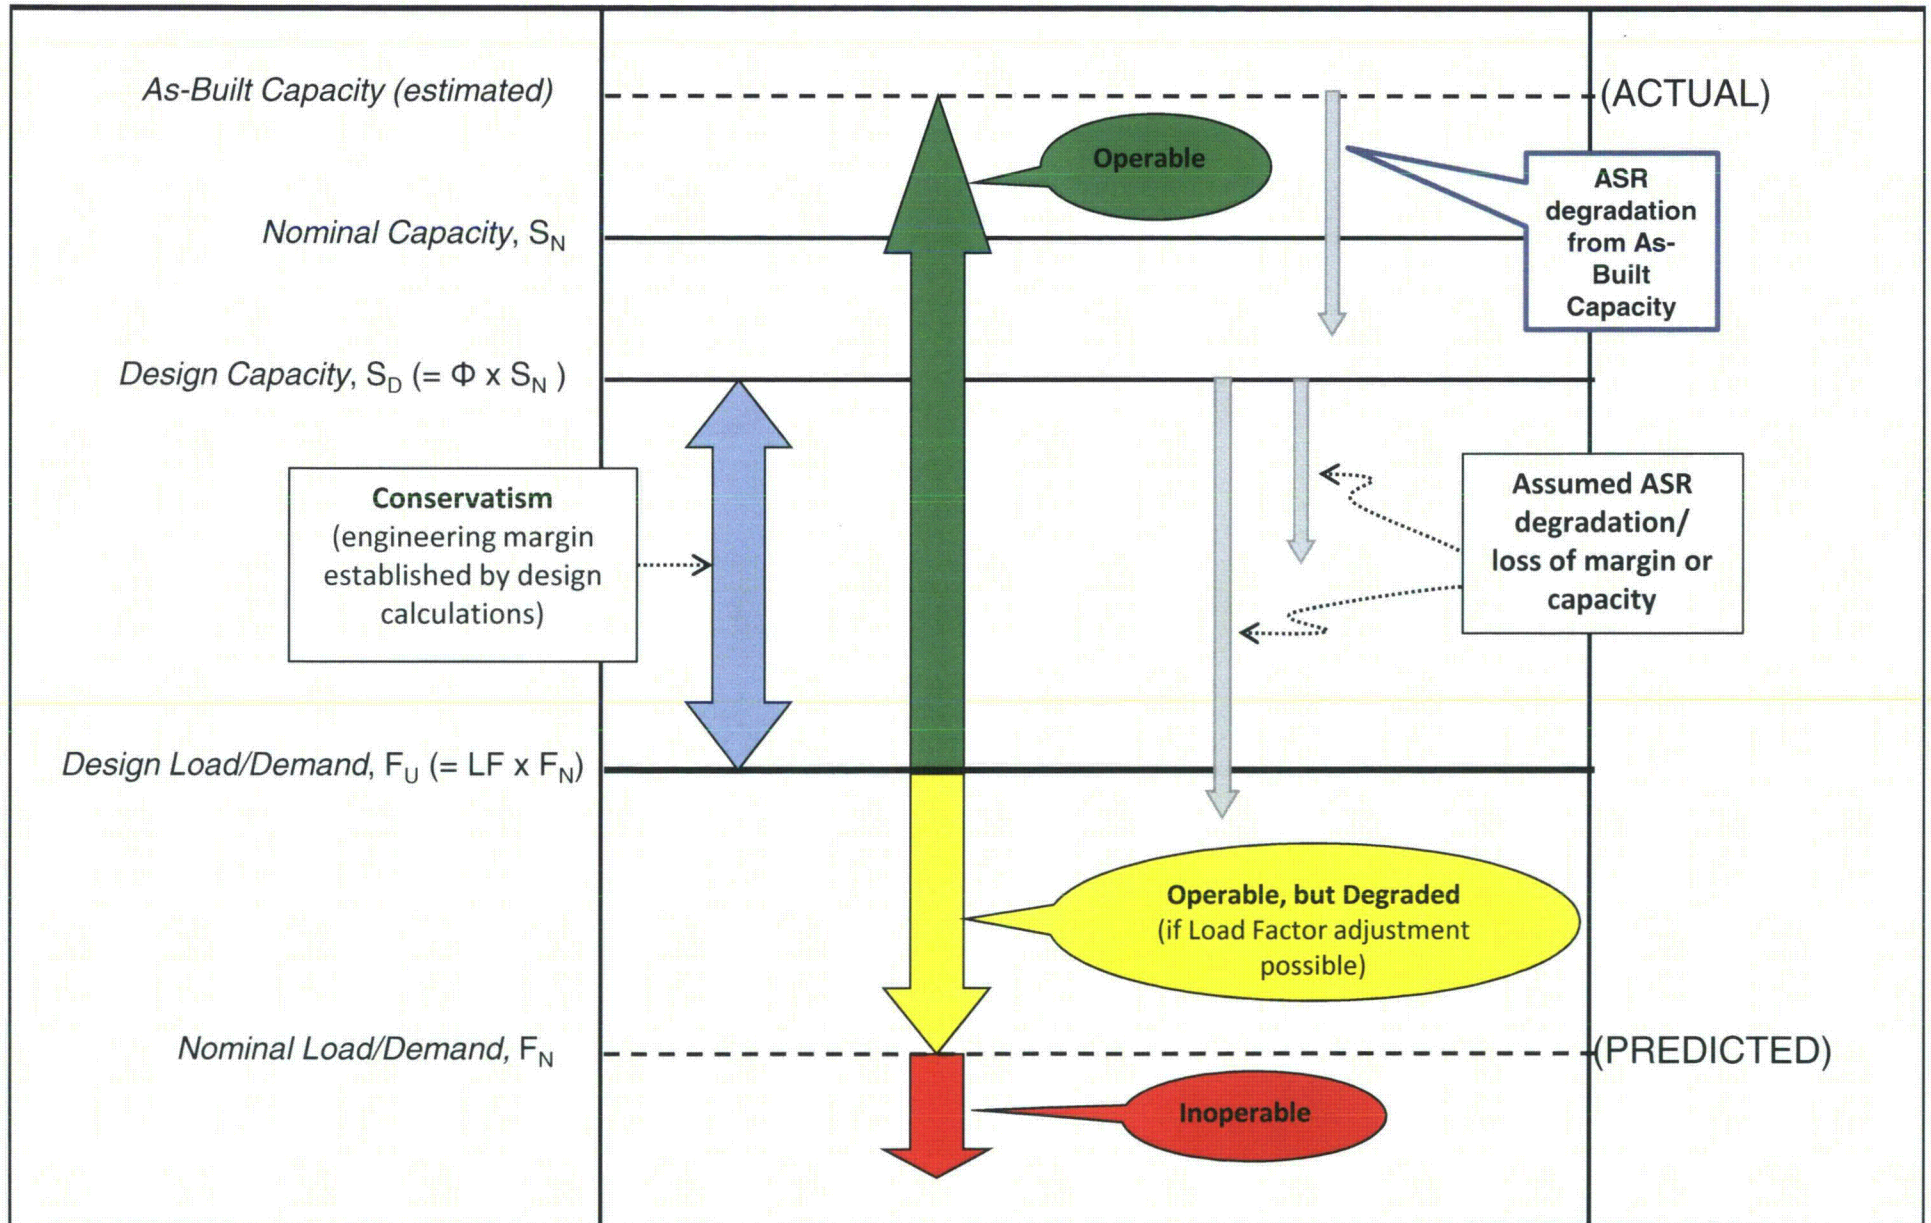 As-Built Capacity (estimated)
(ACTUAL)
Operable
ASR
degradation
from As-
Built
Capacity
Nominal Capacity, SN
Design Capacity, SD (= Φ x SN )
Conservatism
(engineering margin
established by design
calculations)
Assumed ASR
degradation/
loss of margin or
capacity
Design Load/Demand, FU (= LF x FN)
Operable, but Degraded
(if Load Factor adjustment
possible)
Nominal Load/Demand, FN
(PREDICTED)
Inoperable